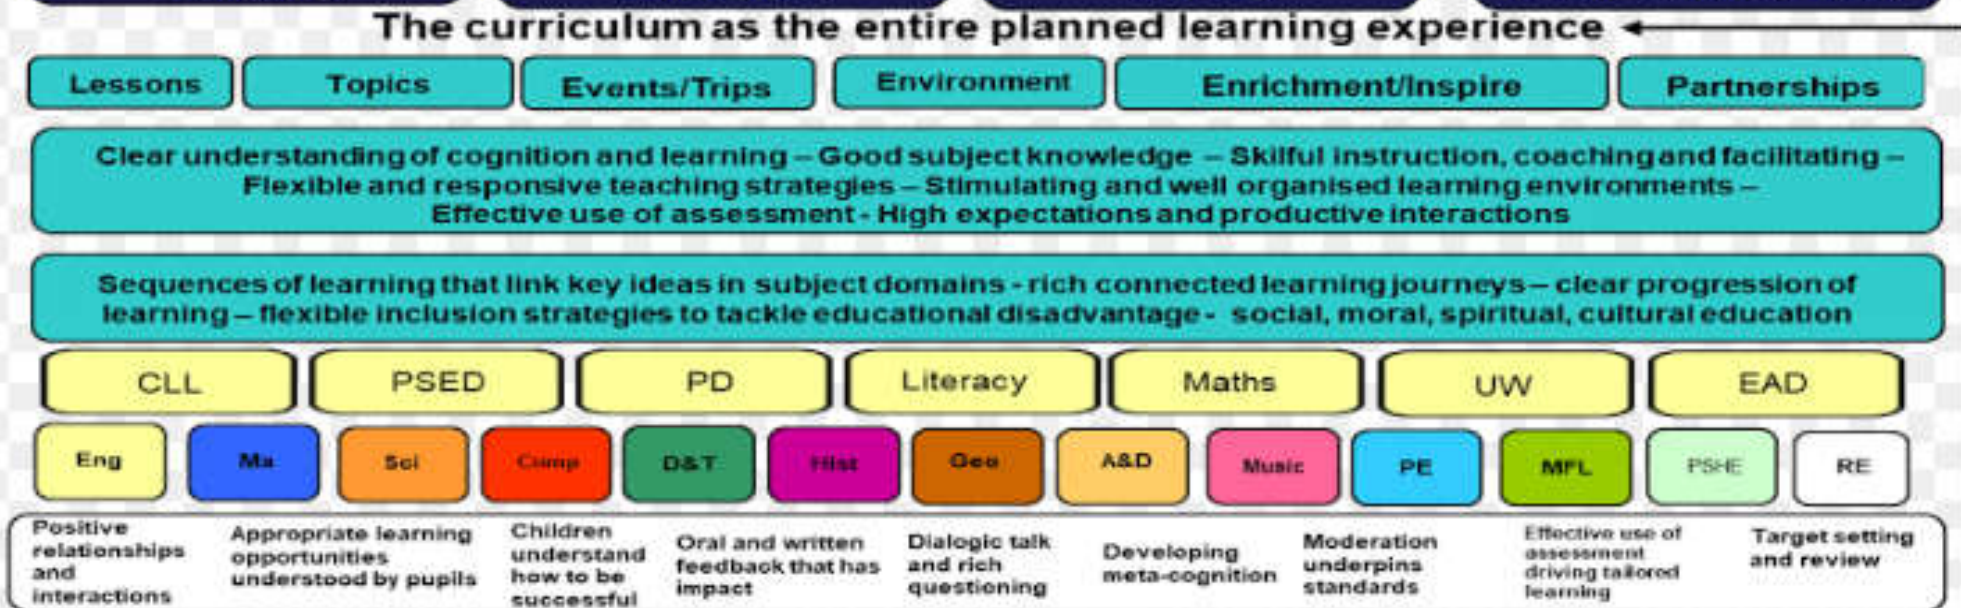 The curriculum as the entire planned learning experience
Lessons
Topics
Events/Trips
Environment
Enrichment/Inspire
Partnerships
Clear understanding of cognition and learning – Good subject knowledge – Skilful instruction, coaching and facilitating –
Flexible and responsive teaching strategies – Stimulating and well organised learning environments –
Effective use of assessment - High expectations and productive interactions
Sequences of learning that link key ideas in subject domains - rich connected learning journeys – clear progression of
learning – flexible inclusion strategies to tackle educational disadvantage - social, moral, spiritual, cultural education
CLL
PSED
PD
Literacy
Maths
UW
EAD
Eng
Ma
Sci
Comp
D&T
Hist
Geo
A&D
Music
PE
MFL
PSHE
RE
Positive
relationships
and
interactions
Appropriate learning
opportunities
understood by pupils
Children
understand
how to be
successful
Oral and written
feedback that has
impact
Dialogic talk
and rich
questioning
Developing
meta-cognition
Moderation
underpins
standards
Effective use of
assessment
driving tailored
learning
Target setting
and review